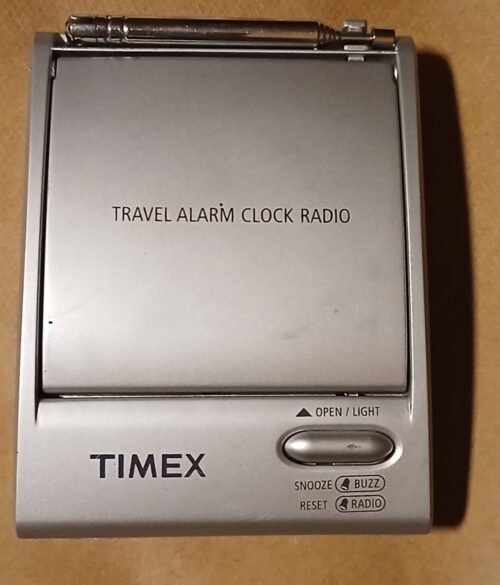 TRAVEL ALARM CLOCK RADIO
▲ OPEN / LIGHT
TIMEX
SNOOZE BUZZ
RESET RADIO